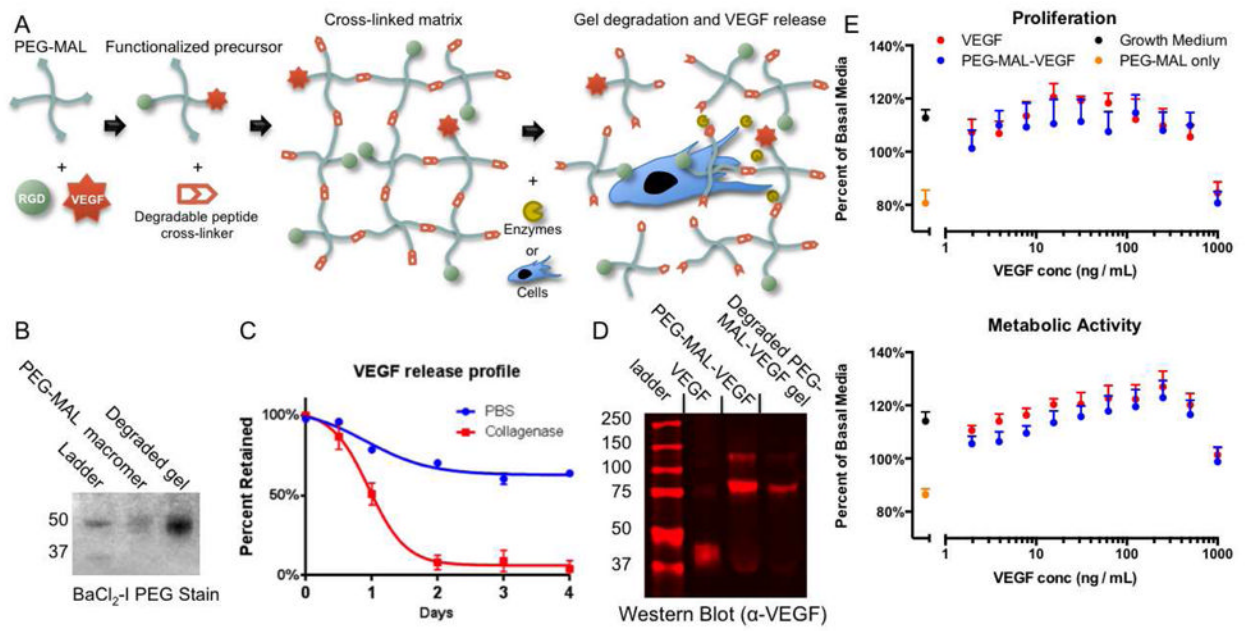 A
PEG-MAL
+
RGD
VEGF
Functionalized precursor
+
Degradable peptide
cross-linker
Cross-linked matrix
+
Enzymes
or
Cells
Gel degradation and VEGF release
B
Ladder
PEG-MAL macromer
Degraded gel
50
37
BaCl2-I PEG Stain
C
VEGF release profile
PBS
Collagenase
Percent Retained
100%
50%
0%
0
1
2
3
4
Days
D
ladder
VEGF
PEG-MAL-VEGF
Degraded PEG-
MAL-VEGF gel
250
150
100
75
50
37
Western Blot (α-VEGF)
E
Proliferation
VEGF
PEG-MAL-VEGF
Growth Medium
PEG-MAL only
Percent of Basal Media
140%
120%
100%
80%
1
10
100
1000
VEGF conc (ng / mL)
Metabolic Activity
Percent of Basal Media
140%
120%
100%
80%
1
10
100
1000
VEGF conc (ng / mL)